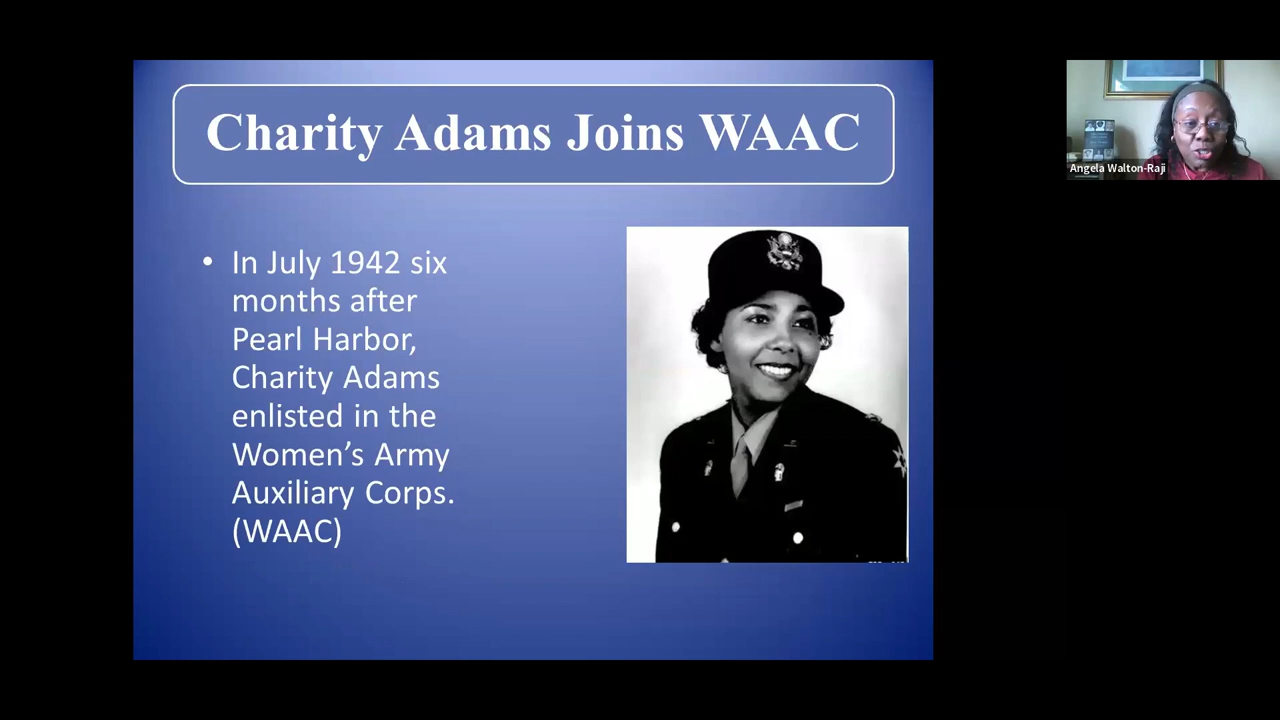 Charity Adams Joins WAAC
• In July 1942 six
months after
Pearl Harbor,
Charity Adams
enlisted in the
Women’s Army
Auxiliary Corps.
(WAAC)
Angela Walton-Raji